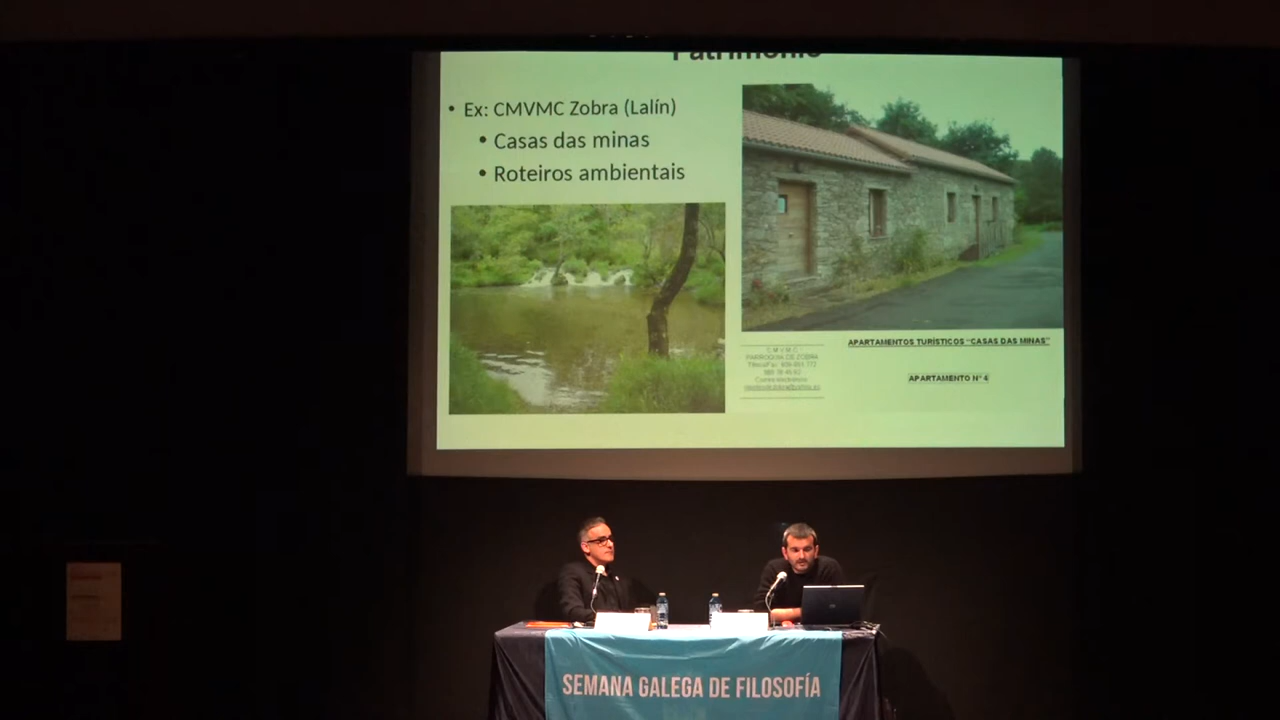 Patrimonio
• Ex: CMVMC Zobra (Lalín)
• Casas das minas
• Roteiros ambientais
C.M.V.M.C.
PARROQUIA DE ZOBRA
APARTAMENTOS TURÍSTICOS "CASAS DAS MINAS"
APARTAMENTO Nº 4
SEMANA GALEGA DE FILOSOFÍA